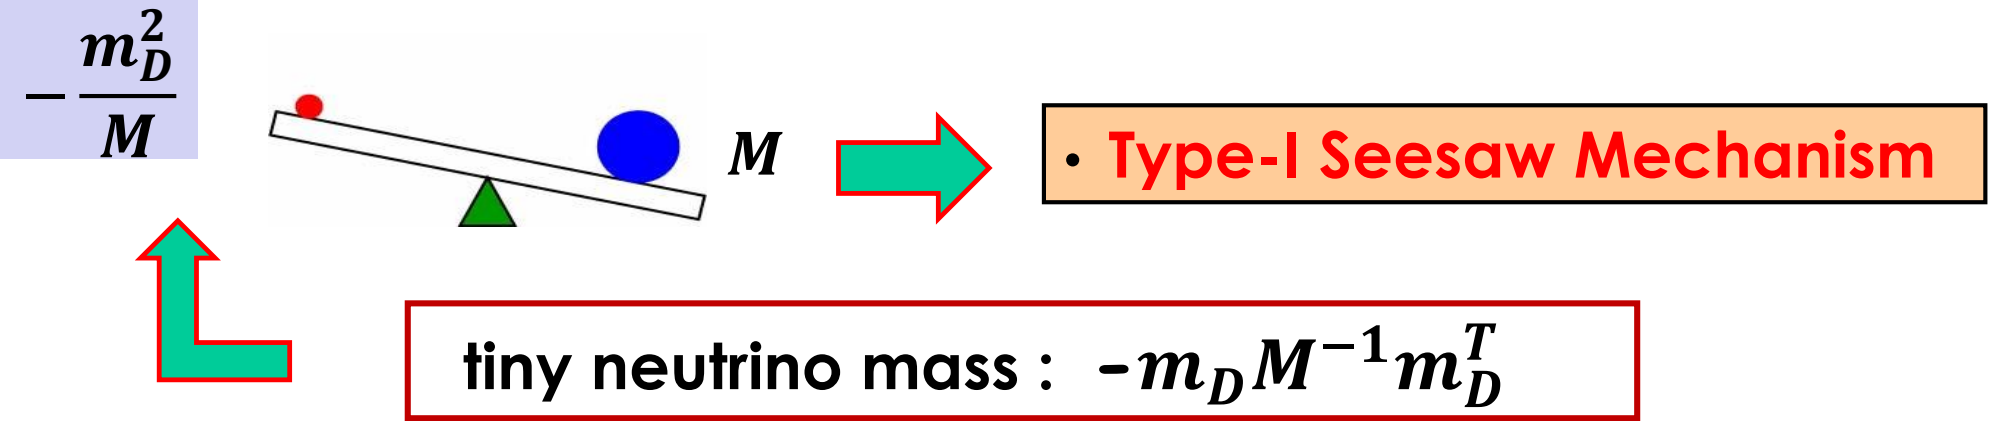 −m_D^2/M
M
• Type-I Seesaw Mechanism
tiny neutrino mass : -m_D M^{−1} m_D^T